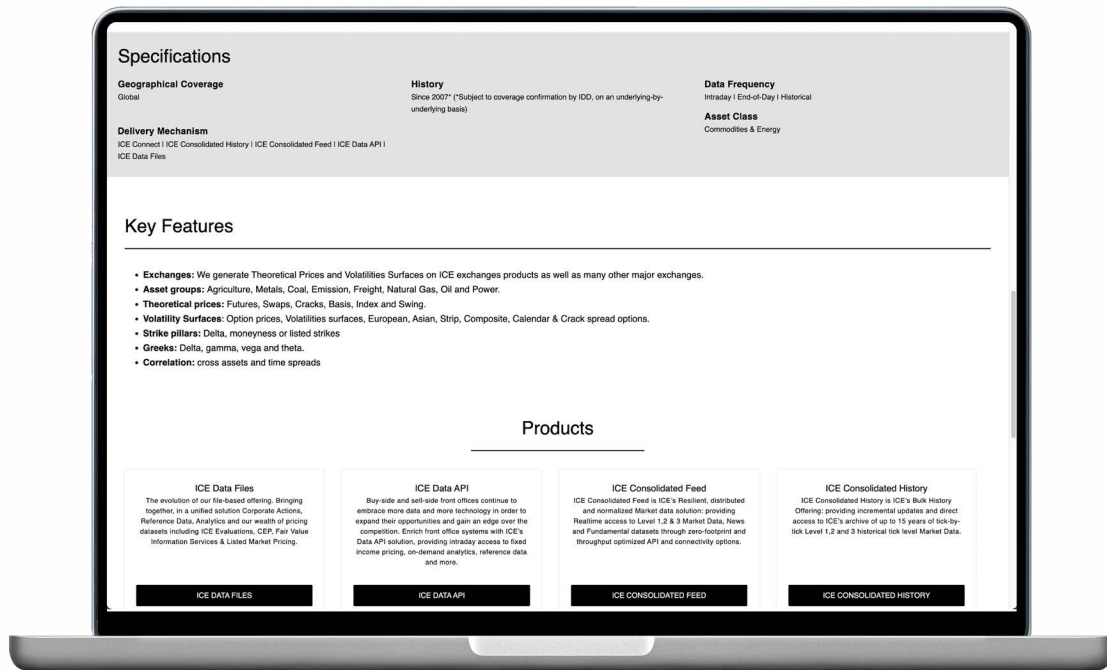 Specifications
Geographical Coverage
Global
History
Since 2007* (*Subject to coverage confirmation by IDD, on an underlying-by-
underlying basis)
Data Frequency
Intraday I End-of-Day I Historical
Asset Class
Commodities & Energy
Delivery Mechanism
ICE Connect I ICE Consolidated History I ICE Consolidated Feed I ICE Data API I
ICE Data Files
Key Features
• Exchanges: We generate Theoretical Prices and Volatilities Surfaces on ICE exchanges products as well as many other major exchanges.
• Asset groups: Agriculture, Metals, Coal, Emission, Freight, Natural Gas, Oil and Power.
• Theoretical prices: Futures, Swaps, Cracks, Basis, Index and Swing.
• Volatility Surfaces: Option prices, Volatilities surfaces, European, Asian, Strip, Composite, Calendar & Crack spread options.
• Strike pillars: Delta, moneyness or listed strikes
• Greeks: Delta, gamma, vega and theta.
• Correlation: cross assets and time spreads
Products
ICE Data Files
The evolution of our file-based offering. Bringing
together, in a unified solution Corporate Actions,
Reference Data, Analytics and our wealth of pricing
datasets including ICE Evaluations, CEP, Fair Value
Information Services & Listed Market Pricing.
ICE DATA FILES
ICE Data API
Buy-side and sell-side front offices continue to
embrace more data and more technology in order to
expand their opportunities and gain an edge over the
competition. Enrich front office systems with ICE's
Data API solution, providing intraday access to fixed
income pricing, on-demand analytics, reference data
and more.
ICE DATA API
ICE Consolidated Feed
ICE Consolidated Feed is ICE's Resilient, distributed
and normalized Market data solution: providing
Realtime access to Level 1,2 & 3 Market Data, News
and Fundamental datasets through zero-footprint and
throughput optimized API and connectivity options.
ICE CONSOLIDATED FEED
ICE Consolidated History
ICE Consolidated History is ICE's Bulk History
Offering: providing incremental updates and direct
access to ICE's archive of up to 15 years of tick-by-
tick Level 1,2 and 3 historical tick level Market Data.
ICE CONSOLIDATED HISTORY